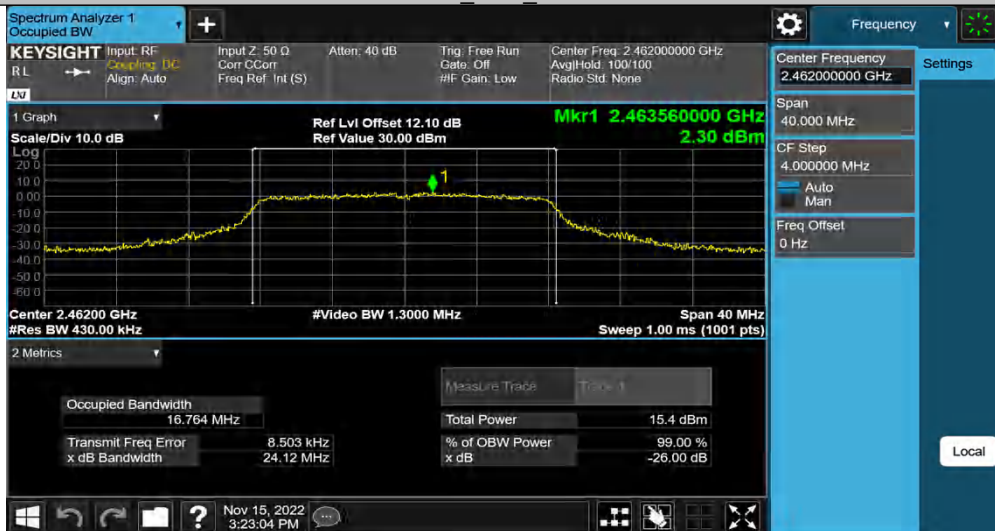 Spectrum Analyzer 1
Occupied BW
+
Frequency
KEYSIGHT Input: RF
RL Coupling: DC
Align: Auto
LXI
Input Z: 50 Ω
Corr CCorr
Freq Ref: Int (S)
Atten: 40 dB
Trig: Free Run
Gate: Off
#IF Gain: Low
Center Freq: 2.462000000 GHz
Avg|Hold: 100/100
Radio Std: None
Center Frequency
2.462000000 GHz
Settings
Span
40.000 MHz
CF Step
4.000000 MHz
Auto
Man
Freq Offset
0 Hz
Local
1 Graph
Scale/Div 10.0 dB
Ref Lvl Offset 12.10 dB
Ref Value 30.00 dBm
Mkr1 2.463560000 GHz
2.30 dBm
Log
20.0
10.0
0.00
-10.0
-20.0
-30.0
-40.0
-50.0
-60.0
1
Center 2.46200 GHz
#Res BW 430.00 kHz
#Video BW 1.3000 MHz
Span 40 MHz
Sweep 1.00 ms (1001 pts)
2 Metrics
Measure Trace Trace 1
Occupied Bandwidth
16.764 MHz
Total Power 15.4 dBm
Transmit Freq Error 8.503 kHz
% of OBW Power 99.00 %
x dB Bandwidth 24.12 MHz
x dB -26.00 dB
?
Nov 15, 2022
3:23:04 PM